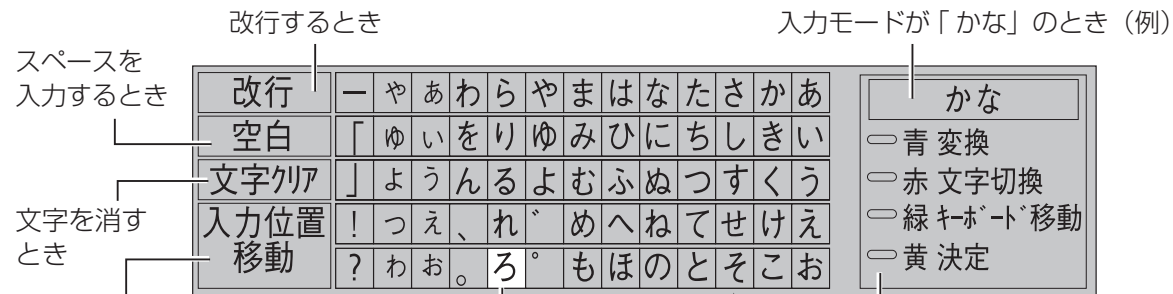 改行するとき
入力モードが「かな」のとき（例）
スペースを
入力するとき
文字を消す
とき
改行 ー ゃ ぁ わ ら や ま は な た さ か あ
空白 「 ゅ ぃ を り ゆ み ひ に ち し き い
文字ｸﾘｱ 」 ょ ぅ ん る よ む ふ ぬ つ す く う
入力位置 ! っ ぇ 、 れ ゛ め へ ね て せ け え
移動 ? ゎ ぉ 。 ろ ゜ も ほ の と そ こ お
かな
青 変換
赤 文字切換
緑 ｷｰﾎﾞｰﾄﾞ移動
黄 決定